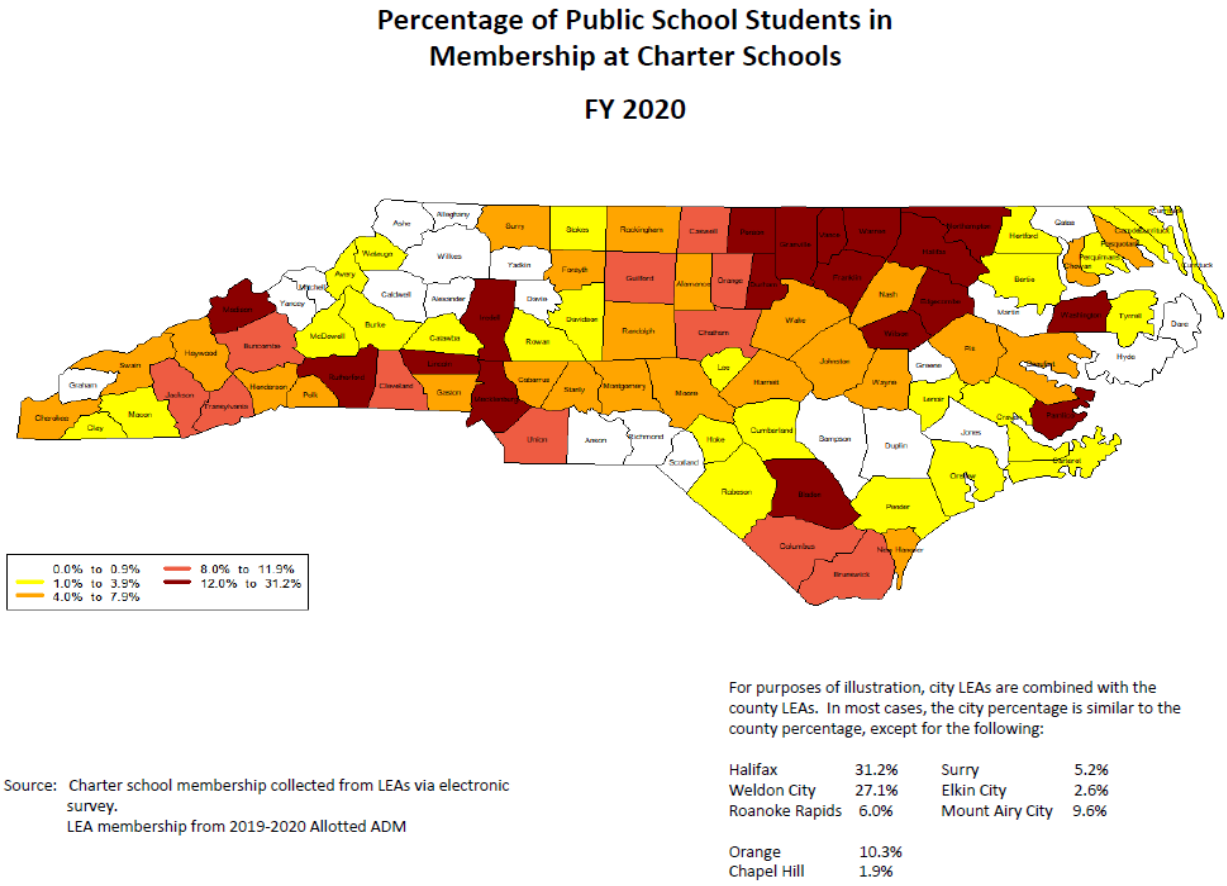 Percentage of Public School Students in
Membership at Charter Schools
FY 2020
Ashe
Alleghany
Surry
Stokes
Rockingham
Caswell
Person
Granville
Vance
Warren
Northampton
Halifax
Hertford
Gates
Camden
Currituck
Pasquotank
Perquimans
Chowan
Bertie
Watauga
Wilkes
Yadkin
Forsyth
Guilford
Alamance
Orange
Durham
Franklin
Nash
Edgecombe
Martin
Washington
Tyrrell
Dare
Avery
Mitchell
Yancey
Caldwell
Alexander
Iredell
Davie
Davidson
Randolph
Chatham
Wake
Wilson
Madison
Buncombe
McDowell
Burke
Catawba
Rowan
Haywood
Swain
Graham
Rutherford
Lincoln
Cleveland
Gaston
Cabarrus
Stanly
Montgomery
Moore
Lee
Harnett
Johnston
Wayne
Greene
Pitt
Beaufort
Hyde
Cherokee
Clay
Macon
Jackson
Transylvania
Henderson
Polk
Mecklenburg
Union
Anson
Richmond
Scotland
Hoke
Cumberland
Sampson
Duplin
Lenoir
Craven
Jones
Pamlico
Carteret
Onslow
Robeson
Bladen
Pender
Columbus
Brunswick
New Hanover
0.0% to 0.9% 8.0% to 11.9%
1.0% to 3.9% 12.0% to 31.2%
4.0% to 7.9%
For purposes of illustration, city LEAs are combined with the
county LEAs. In most cases, the city percentage is similar to the
county percentage, except for the following:
Halifax 31.2% Surry 5.2%
Weldon City 27.1% Elkin City 2.6%
Roanoke Rapids 6.0% Mount Airy City 9.6%
Orange 10.3%
Chapel Hill 1.9%
Source: Charter school membership collected from LEAs via electronic
survey.
LEA membership from 2019-2020 Allotted ADM